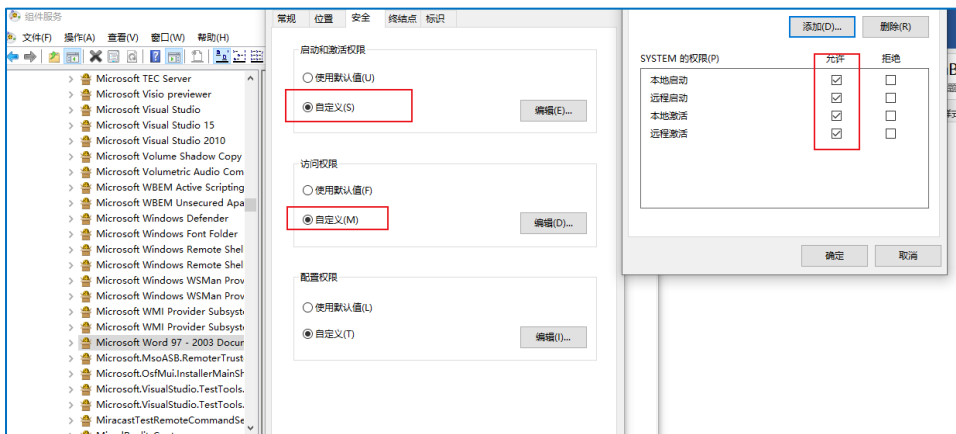 组件服务
文件(F) 操作(A) 查看(V) 窗口(W) 帮助(H)
Microsoft TEC Server
Microsoft Visio previewer
Microsoft Visual Studio
Microsoft Visual Studio 15
Microsoft Visual Studio 2010
Microsoft Volume Shadow Copy
Microsoft Volumetric Audio Com
Microsoft WBEM Active Scripting
Microsoft WBEM Unsecured Apa
Microsoft Windows Defender
Microsoft Windows Font Folder
Microsoft Windows Remote Shel
Microsoft Windows Remote Shel
Microsoft Windows WSMan Prov
Microsoft Windows WSMan Prov
Microsoft WMI Provider Subsyst
Microsoft WMI Provider Subsyst
Microsoft Word 97 - 2003 Docur
Microsoft.MsoASB.RemoterTrust
Microsoft.OsfMui.InstallerMainSh
Microsoft.VisualStudio.TestTools.
Microsoft.VisualStudio.TestTools.
MiracastTestRemoteCommandSe
常规 位置 安全 终结点 标识
启动和激活权限
使用默认值(U)
自定义(S)
编辑(E)...
访问权限
使用默认值(F)
自定义(M)
编辑(D)...
配置权限
使用默认值(L)
自定义(T)
编辑(I)...
添加(D)... 删除(R)
SYSTEM 的权限(P) 允许 拒绝
本地启动
远程启动
本地激活
远程激活
确定 取消